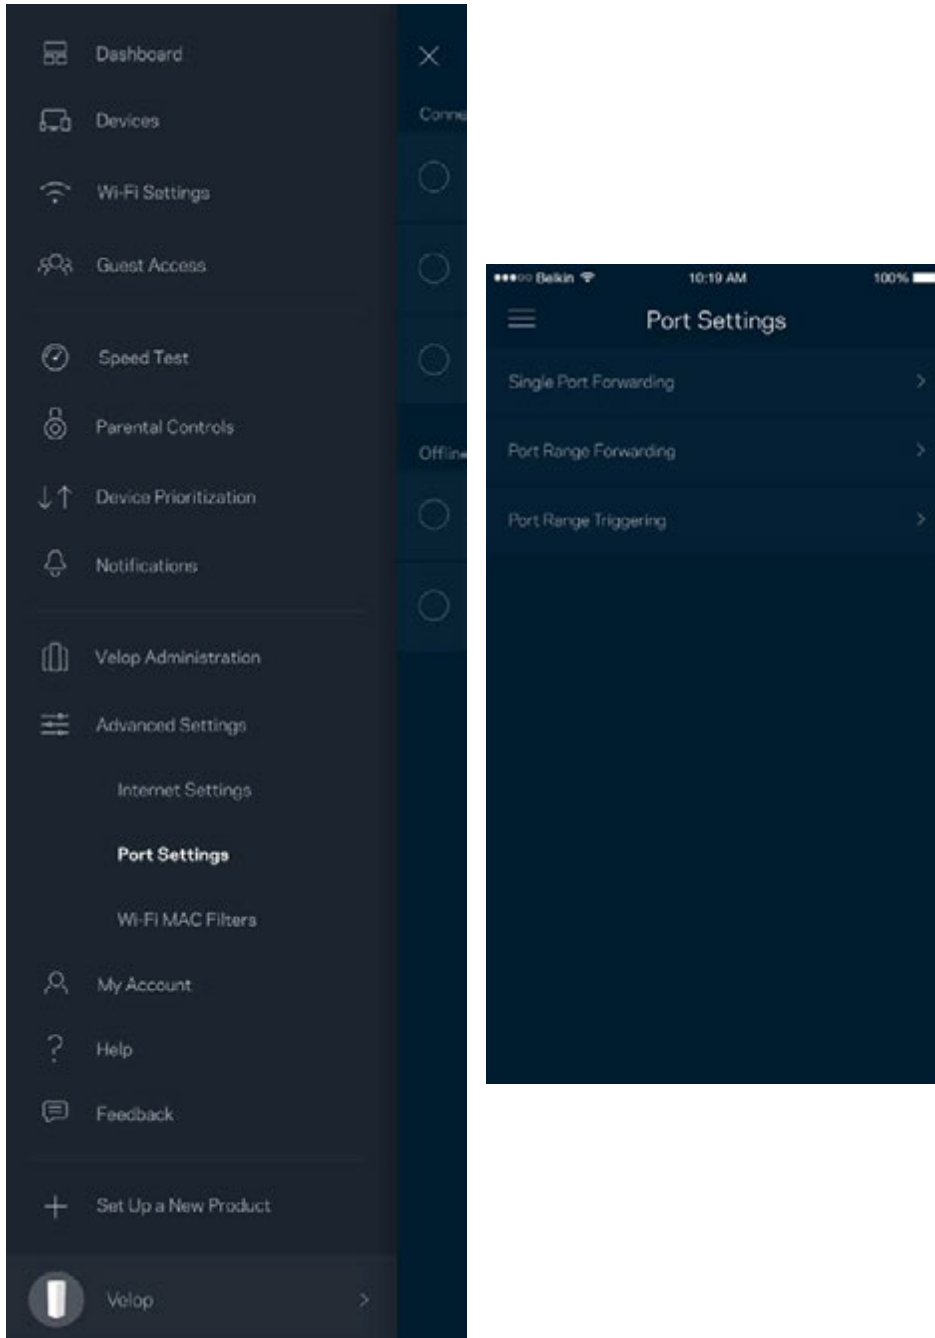 Dashboard
Devices
Wi-Fi Settings
Guest Access
Speed Test
Parental Controls
Device Prioritization
Notifications
Velop Administration
Advanced Settings
Internet Settings
Port Settings
Wi-Fi MAC Filters
My Account
Help
Feedback
Set Up a New Product
Velop
Conne
Offline
Belkin 10:19 AM 100%
Port Settings
Single Port Forwarding
Port Range Forwarding
Port Range Triggering